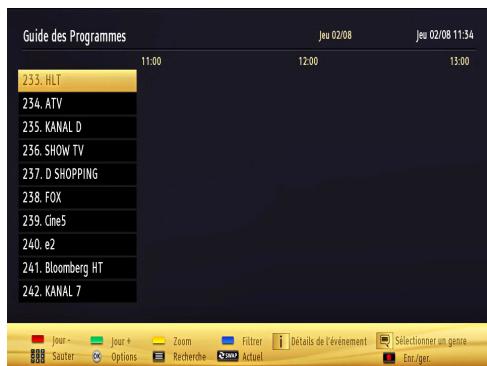 Guide des Programmes Jeu 02/08 Jeu 02/08 11:34
11:00 12:00 13:00
233. HLT
234. ATV
235. KANAL D
236. SHOW TV
237. D SHOPPING
238. FOX
239. Cine5
240. e2
241. Bloomberg HT
242. KANAL 7
Jour - Jour + Zoom Filtrer i Détails de l'événement Sélectionner un genre
Sauter OK Options Recherche SWAP Actuel Enr./ger.